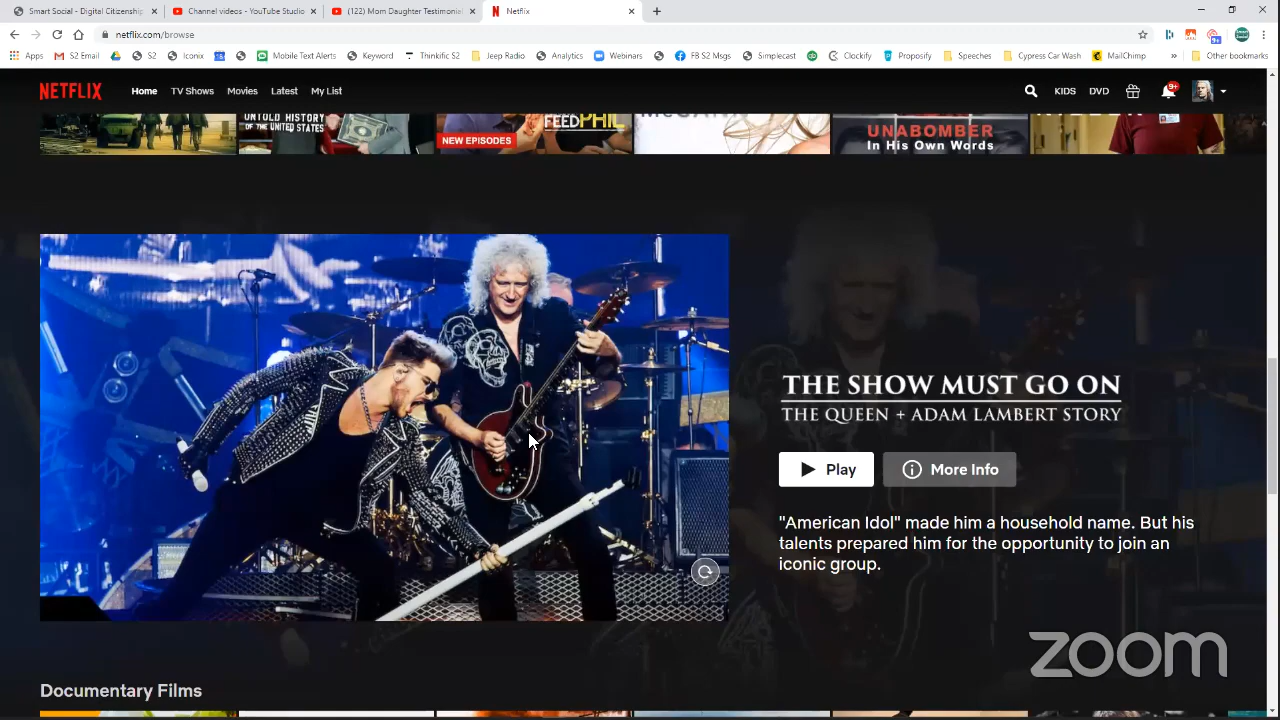 Smart Social - Digital Citizenship
Channel videos - YouTube Studio
(122) Mom Daughter Testimonial
Netflix
netflix.com/browse
Apps
S2 Email
S2
Iconix
Mobile Text Alerts
Keyword
Thinkific S2
Jeep Radio
Analytics
Webinars
FB S2 Msgs
Simplecast
Clockify
Proposify
Speeches
Cypress Car Wash
MailChimp
»
Other bookmarks
NETFLIX
Home
TV Shows
Movies
Latest
My List
KIDS
DVD
9+
UNTOLD HISTORY
OF THE UNITED STATES
NEW EPISODES
FEED PHIL
UNABOMBER
In His Own Words
THE SHOW MUST GO ON
THE QUEEN + ADAM LAMBERT STORY
Play
More Info
"American Idol" made him a household name. But his
talents prepared him for the opportunity to join an
iconic group.
zoom
Documentary Films